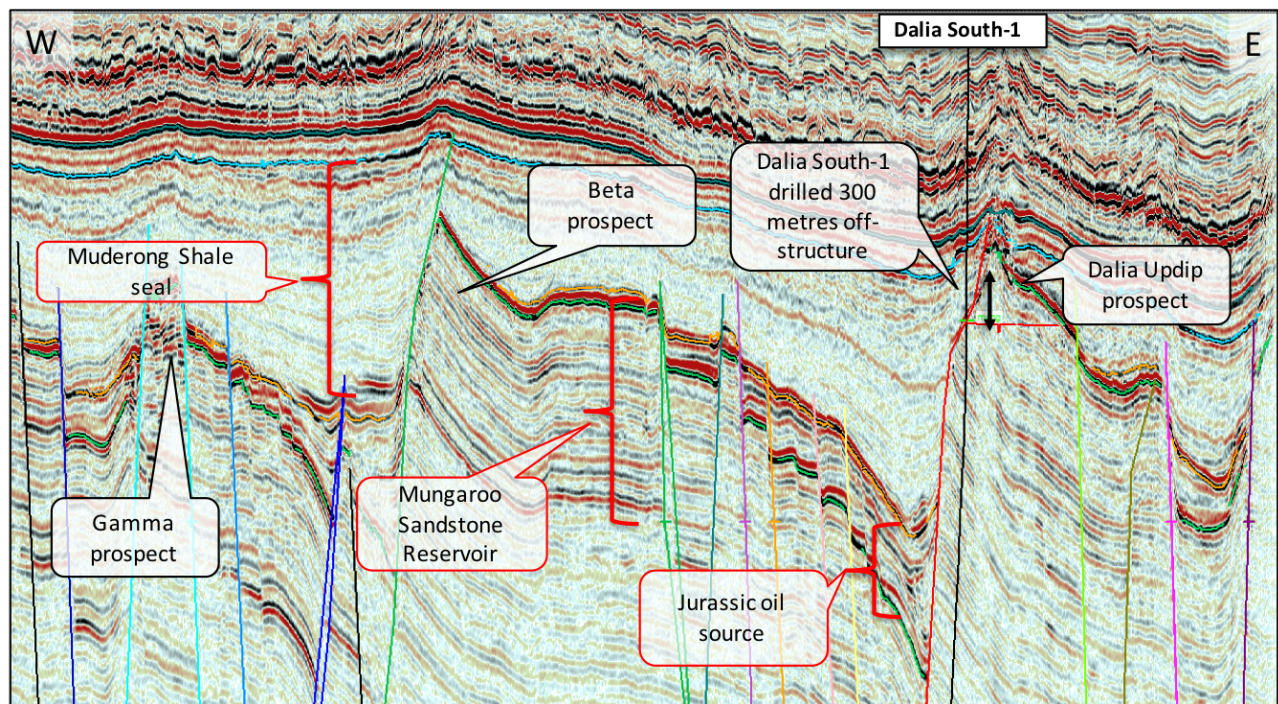 W
Dalia South-1
E
Dalia South-1
drilled 300
metres off-
structure
Beta
prospect
Muderong Shale
seal
Dalia Updip
prospect
Mungaroo
Sandstone
Reservoir
Gamma
prospect
Jurassic oil
source